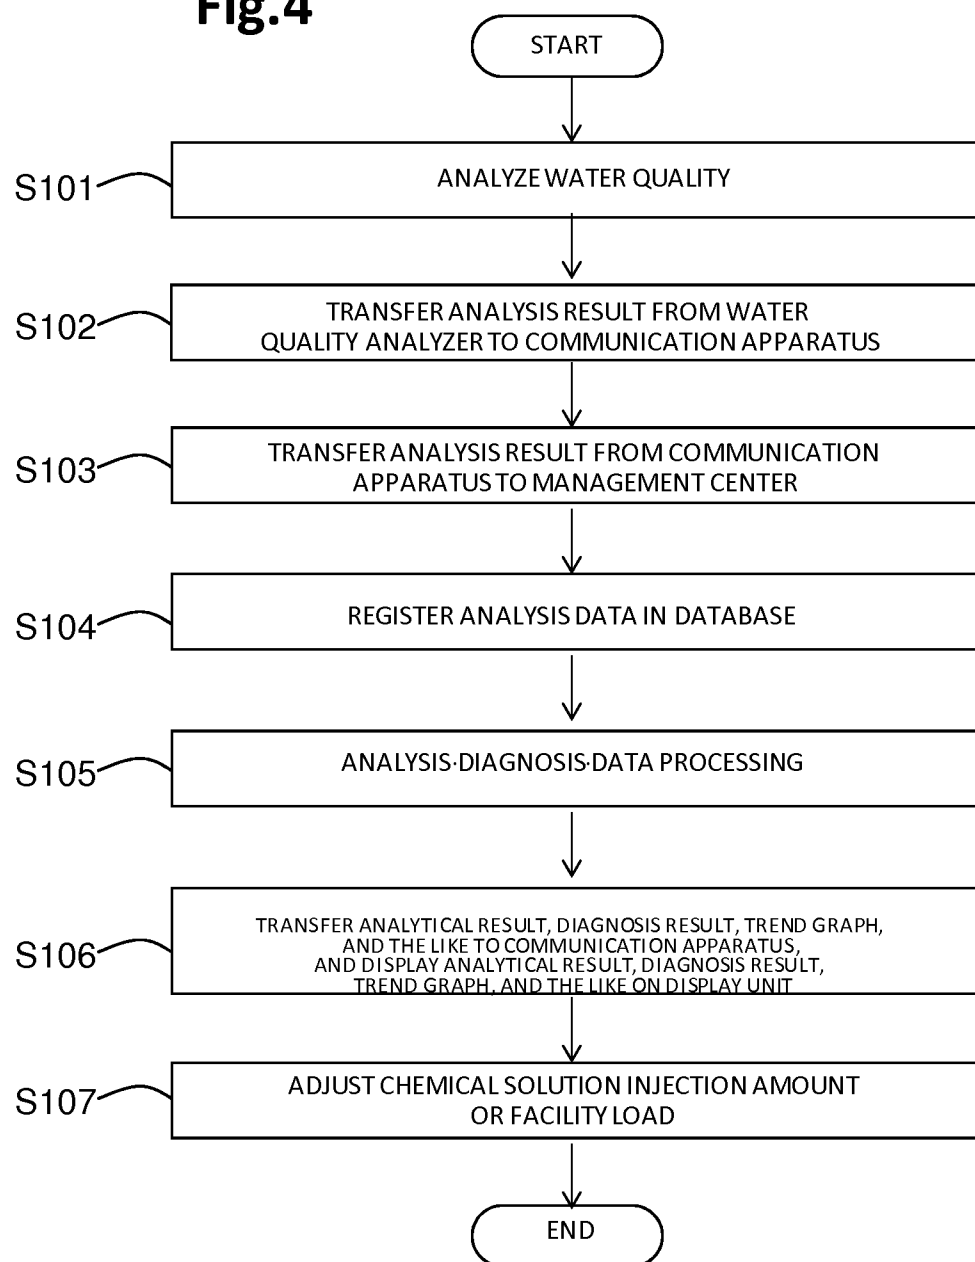 Fig.4
START
S101
ANALYZE WATER QUALITY
S102
TRANSFER ANALYSIS RESULT FROM WATER
QUALITY ANALYZER TO COMMUNICATION APPARATUS
S103
TRANSFER ANALYSIS RESULT FROM COMMUNICATION
APPARATUS TO MANAGEMENT CENTER
S104
REGISTER ANALYSIS DATA IN DATABASE
S105
ANALYSIS·DIAGNOSIS·DATA PROCESSING
S106
TRANSFER ANALYTICAL RESULT, DIAGNOSIS RESULT, TREND GRAPH,
AND THE LIKE TO COMMUNICATION APPARATUS,
AND DISPLAY ANALYTICAL RESULT, DIAGNOSIS RESULT,
TREND GRAPH, AND THE LIKE ON DISPLAY UNIT
S107
ADJUST CHEMICAL SOLUTION INJECTION AMOUNT
OR FACILITY LOAD
END